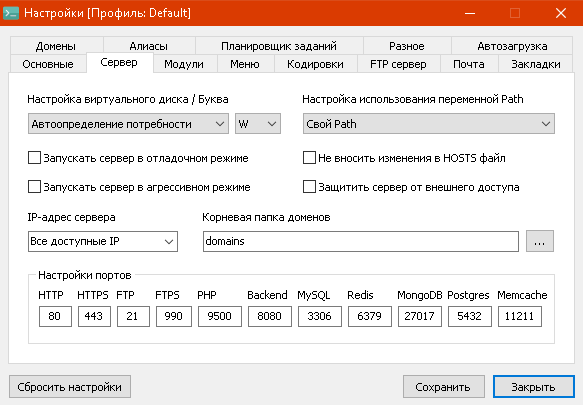 Настройки [Профиль: Default]
Домены Алиасы Планировщик заданий Разное Автозагрузка
Основные Сервер Модули Меню Кодировки FTP сервер Почта Закладки
Настройка виртуального диска / Буква Настройка использования переменной Path
Автоопределение потребности W Свой Path
Запускать сервер в отладочном режиме Не вносить изменения в HOSTS файл
Запускать сервер в агрессивном режиме Защитить сервер от внешнего доступа
IP-адрес сервера Корневая папка доменов
Все доступные IP domains ...
Настройки портов
HTTP HTTPS FTP FTPS PHP Backend MySQL Redis MongoDB Postgres Memcache
80 443 21 990 9500 8080 3306 6379 27017 5432 11211
Сбросить настройки Сохранить Закрыть